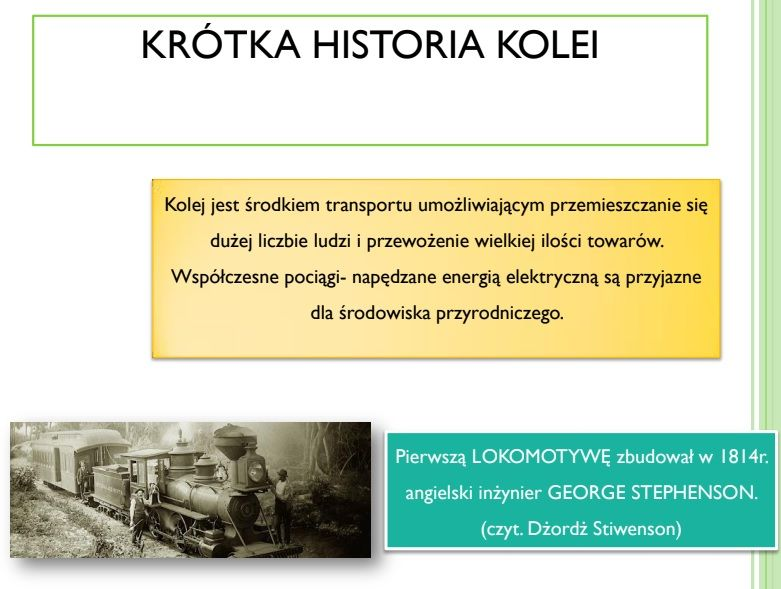 KRÓTKA HISTORIA KOLEI
Kolej jest środkiem transportu umożliwiającym przemieszczanie się
dużej liczbie ludzi i przewożenie wielkiej ilości towarów.
Współczesne pociągi- napędzane energią elektryczną są przyjazne
dla środowiska przyrodniczego.
Pierwszą LOKOMOTYWĘ zbudował w 1814r.
angielski inżynier GEORGE STEPHENSON.
(czyt. Dżordż Stiwenson)